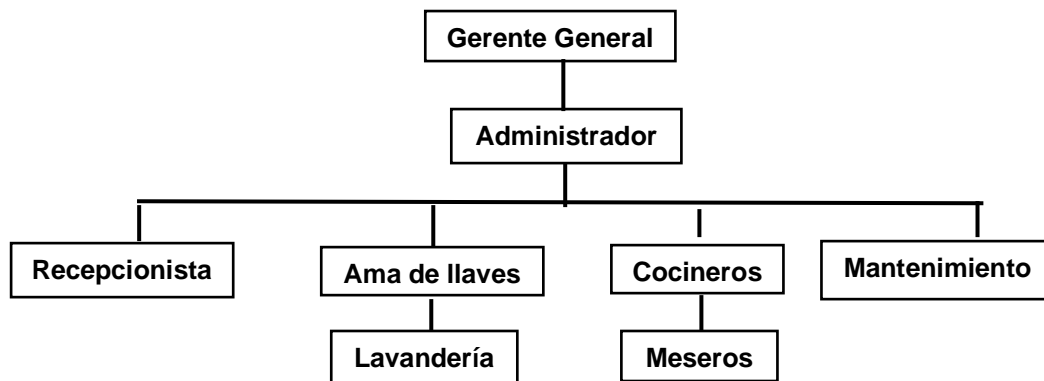 Gerente General
Administrador
Recepcionista
Ama de llaves
Cocineros
Mantenimiento
Lavandería
Meseros